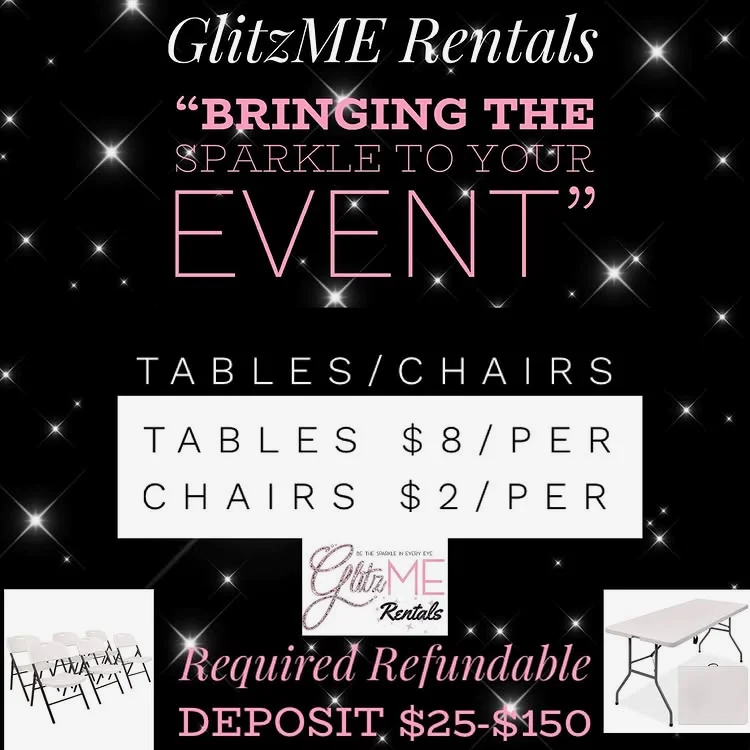 GlitzME Rentals
“BRINGING THE
SPARKLE TO YOUR
EVENT”
TABLES/CHAIRS
TABLES $8/PER
CHAIRS $2/PER
BE THE SPARKLE IN EVERY EYE
GlitzME
Rentals
Required Refundable
DEPOSIT $25-$150